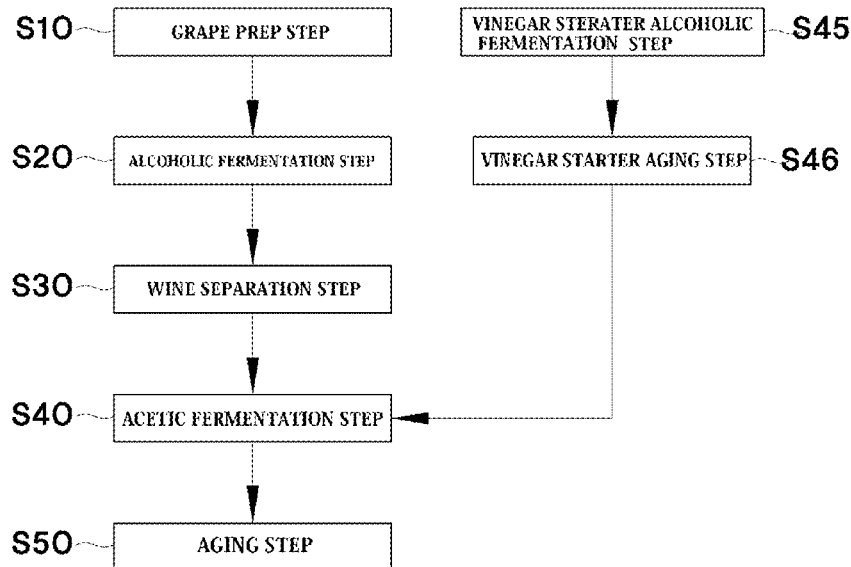 S10
GRAPE PREP STEP
VINEGAR STERATER ALCOHOLIC
FERMENTATION STEP
S45
S20
ALCOHOLIC FERMENTATION STEP
VINEGAR STARTER AGING STEP
S46
S30
WINE SEPARATION STEP
S40
ACETIC FERMENTATION STEP
S50
AGING STEP